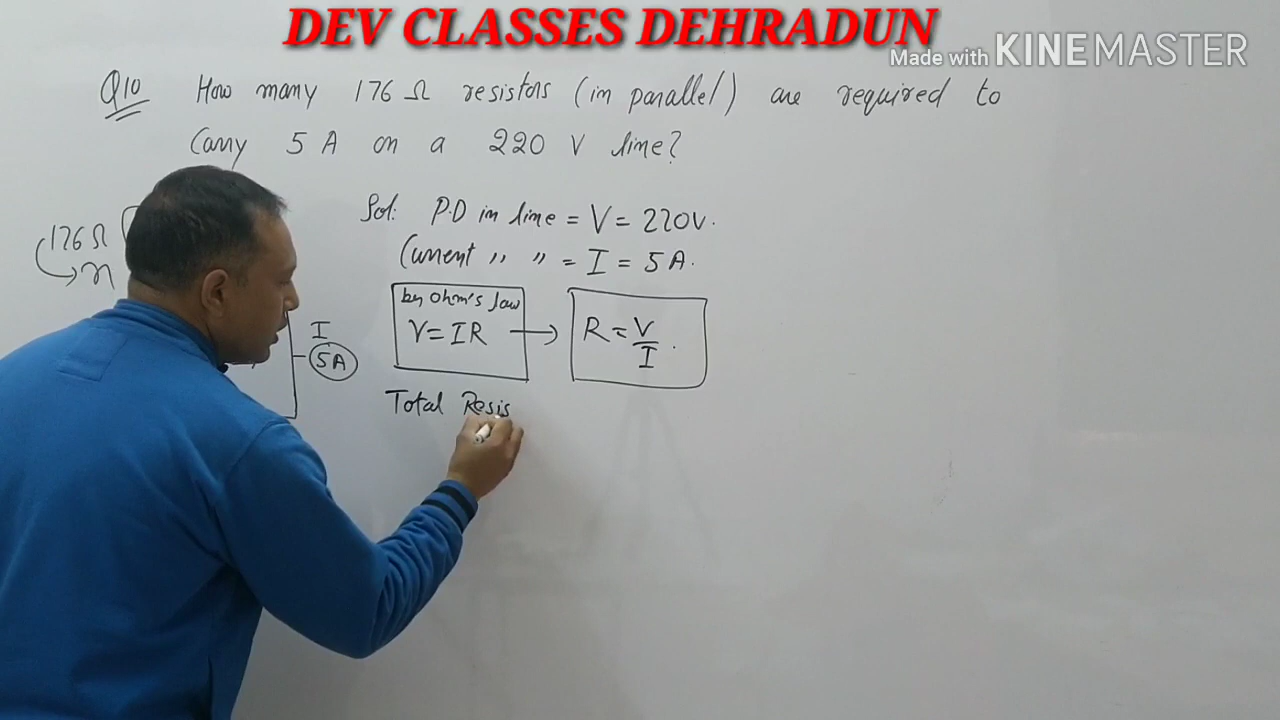 DEV CLASSES DEHRADUN
Made with KINEMASTER
Q10 How many 176 Ω resistors (in parallel) are required to
Carry 5 A on a 220 V line?
Sol: P.D in line = V = 220V.
Current " " = I = 5A.
176 Ω
n
I
5A
by Ohm's law
V = IR → R = V/I.
Total Resis